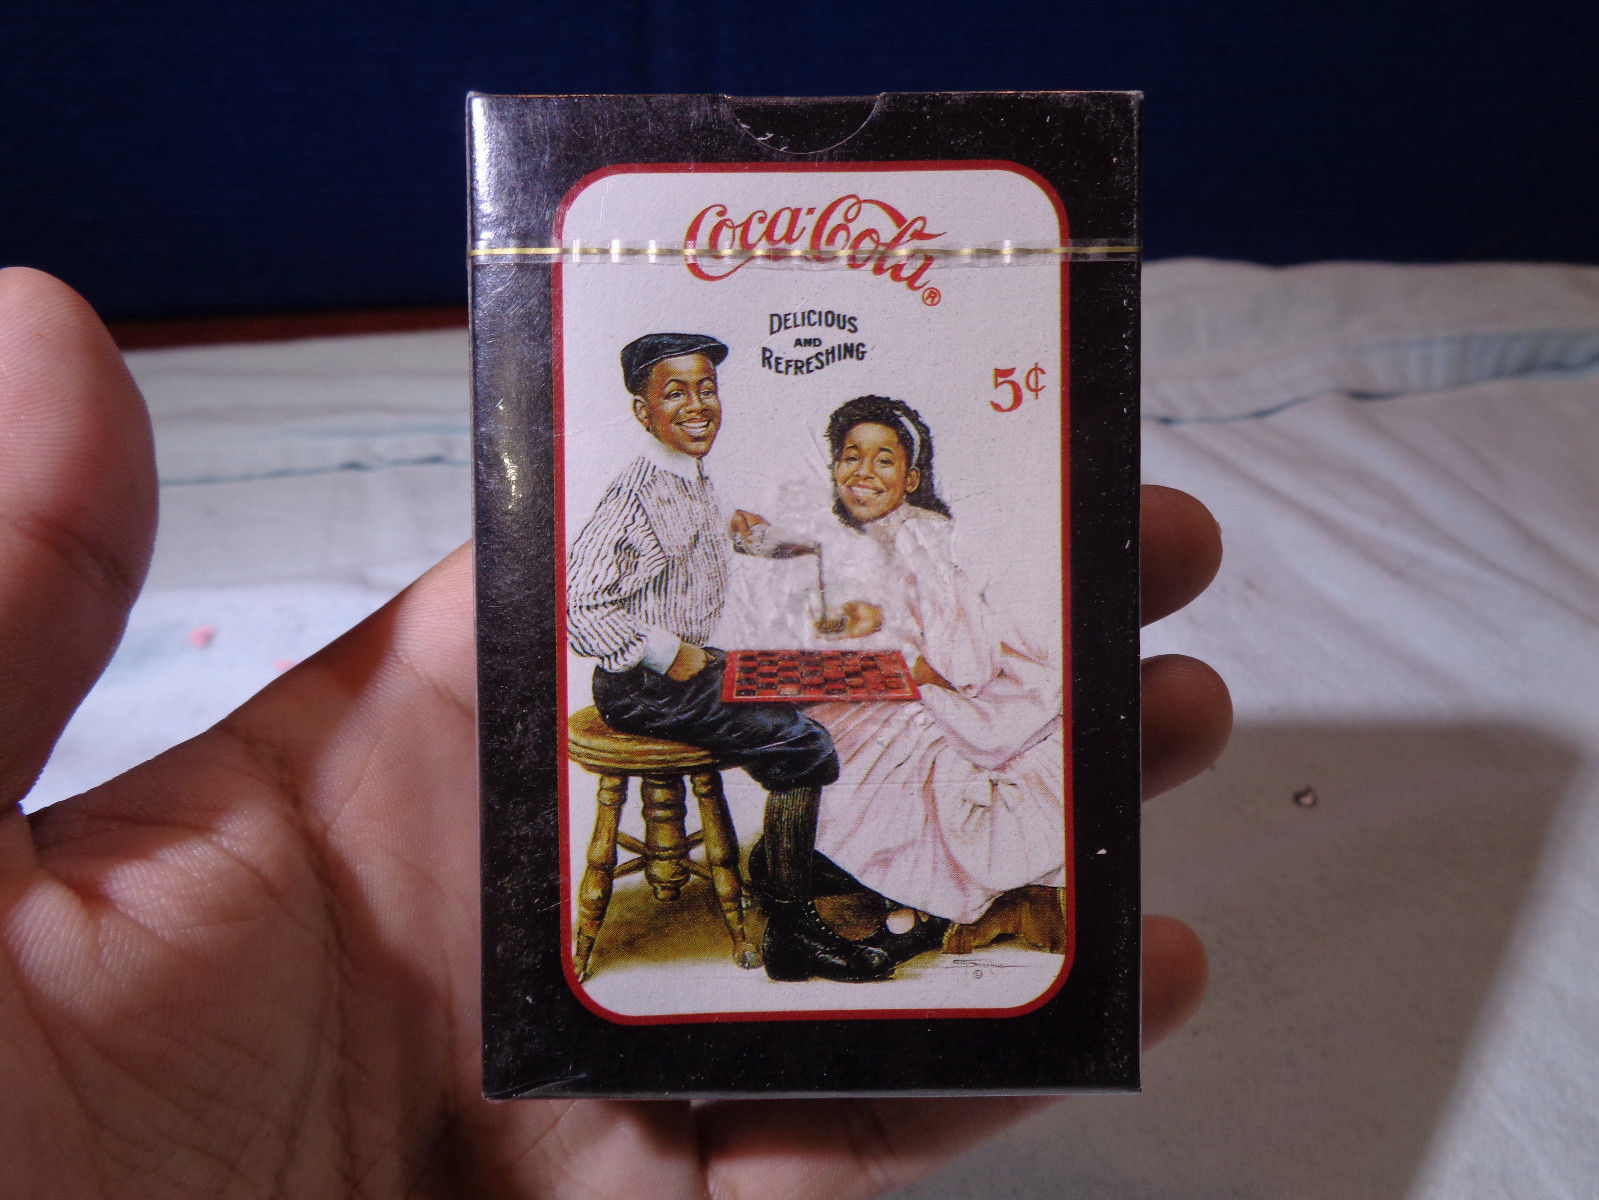 Coca-Cola®
DELICIOUS
AND
REFRESHING
5¢
©